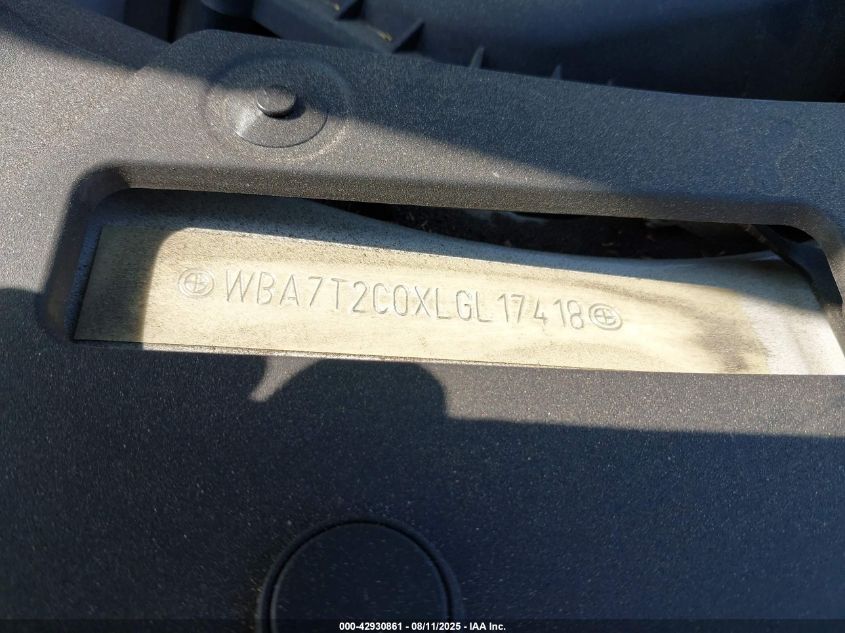 WBA7T2C0XLGL17418
000-42930861 - 08/11/2025 - IAA Inc.